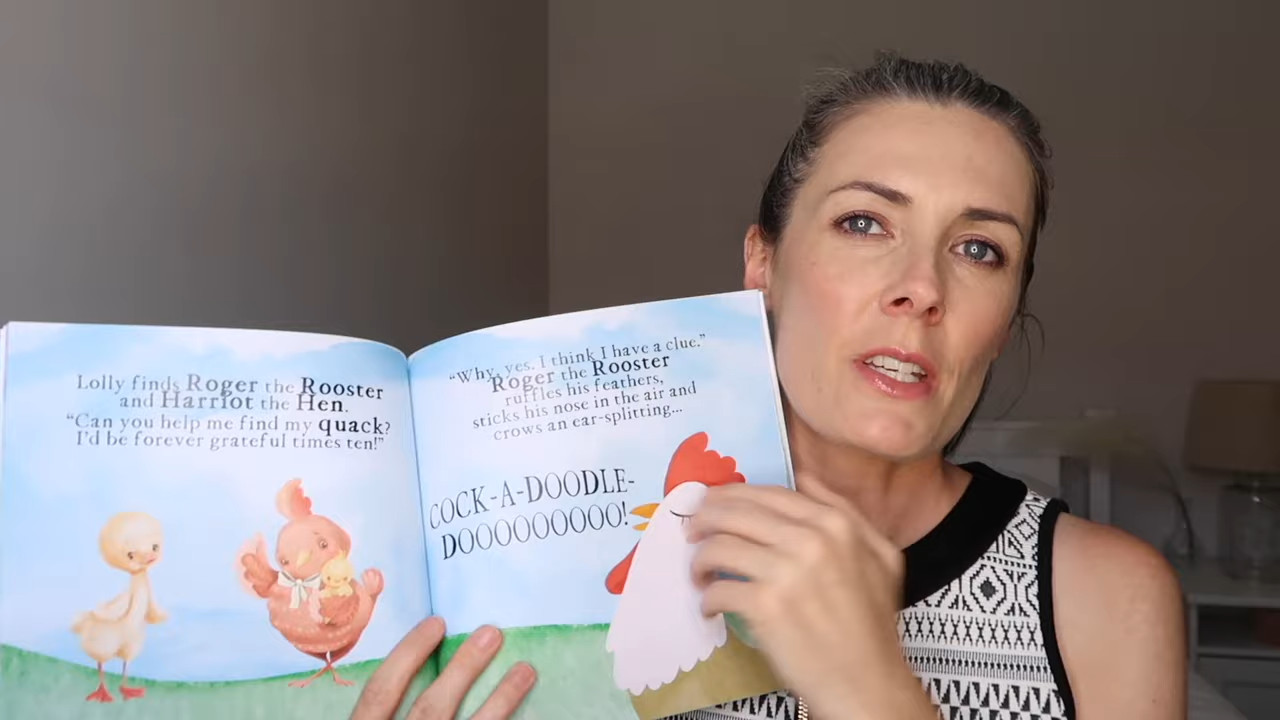 Lolly finds Roger the Rooster
and Harriot the Hen.
"Can you help me find my quack?
I'd be forever grateful times ten!"
"Why, yes. I think I have a clue."
Roger the Rooster
ruffles his feathers,
sticks his nose in the air and
crows an ear-splitting...
COCK-A-DOODLE-
DOOOOOOOOO!